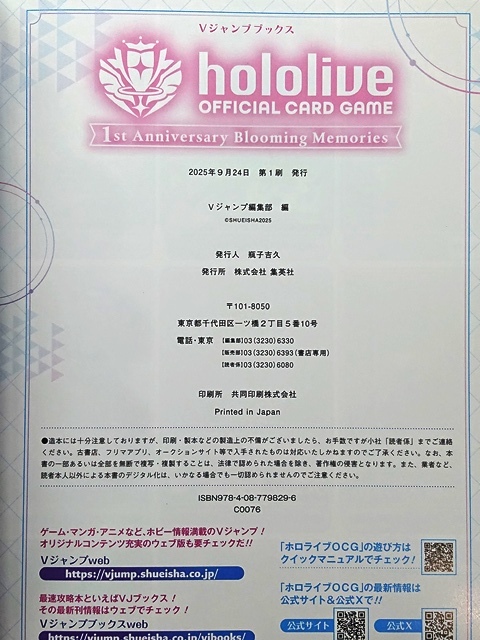 Vジャンプブックス
hololive
OFFICIAL CARD GAME
1st Anniversary Blooming Memories
2025年9月24日 第1刷 発行
Vジャンプ編集部 編
©SHUEISHA2025
発行人 瓶子吉久
発行所 株式会社 集英社
〒101-8050
東京都千代田区一ツ橋2丁目5番10号
電話・東京 【編集部】03(3230)6330
【販売部】03(3230)6393(書店専用)
【読者係】03(3230)6080
印刷所 共同印刷株式会社
Printed in Japan
●造本には十分注意しておりますが、印刷・製本などの製造上の不備がございましたら、お手数ですが小社「読者係」までご連絡
ください。古書店、フリマアプリ、オークションサイト等で入手されたものは対応いたしかねますのでご了承ください。なお、本
書の一部あるいは全部を無断で複写・複製することは、法律で認められた場合を除き、著作権の侵害となります。また、業者など、
読者本人以外による本書のデジタル化は、いかなる場合でも一切認められませんのでご注意ください。
ISBN978-4-08-779829-6
C0076
ゲーム・マンガ・アニメなど、ホビー情報満載のVジャンプ!
オリジナルコンテンツ充実のウェブ版も要チェックだ!!
Vジャンプweb
https://vjump.shueisha.co.jp/
最速攻略本といえばVJブックス!
その最新刊情報はウェブでチェック!
Vジャンプブックスweb
https://vjump.shueisha.co.jp/vjbooks/
「ホロライブOCG」の遊び方は
クイックマニュアルでチェック!
「ホロライブOCG」の最新情報は
公式サイト&公式Xで!!
公式サイト
公式X